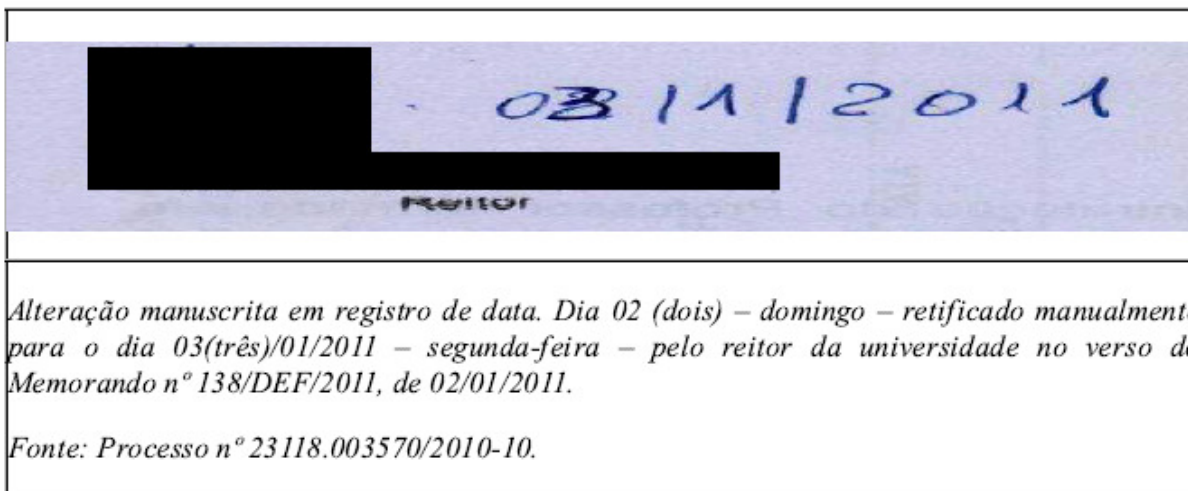 03/1/2011
Reitor
Alteração manuscrita em registro de data. Dia 02 (dois) – domingo – retificado manualment
para o dia 03(três)/01/2011 – segunda-feira – pelo reitor da universidade no verso d
Memorando nº 138/DEF/2011, de 02/01/2011.
Fonte: Processo nº 23118.003570/2010-10.